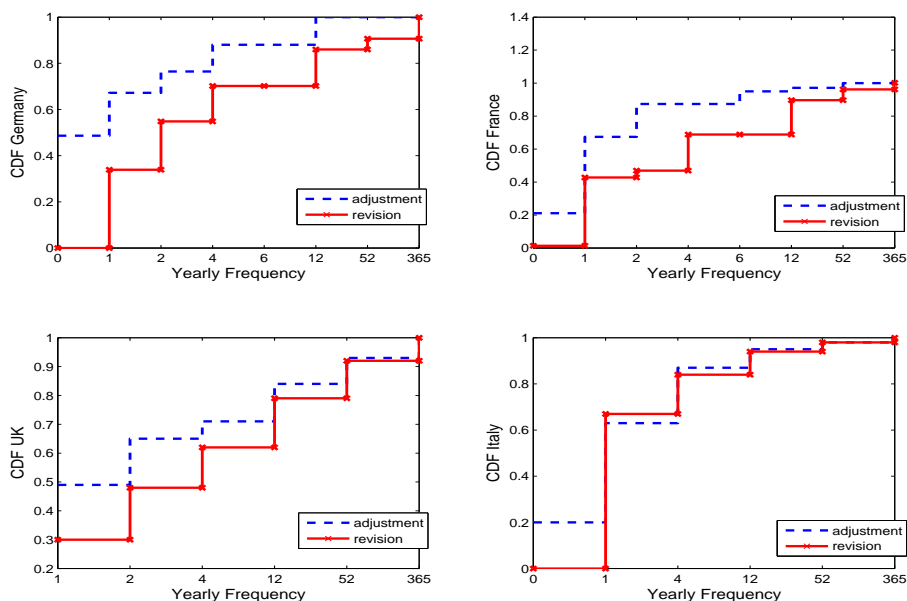 1
0.8
0.6
0.4
0.2
0
CDF Germany
0 1 2 4 6 12 52 365
Yearly Frequency
adjustment
revision
1.4
1.2
1
0.8
0.6
0.4
0.2
0
CDF France
0 1 2 4 6 12 52 365
Yearly Frequency
adjustment
revision
1
0.9
0.8
0.7
0.6
0.5
0.4
0.3
0.2
CDF UK
1 2 4 12 52 365
Yearly Frequency
adjustment
revision
1
0.8
0.6
0.4
0.2
0
CDF Italy
0 1 4 12 52 365
Yearly Frequency
adjustment
revision